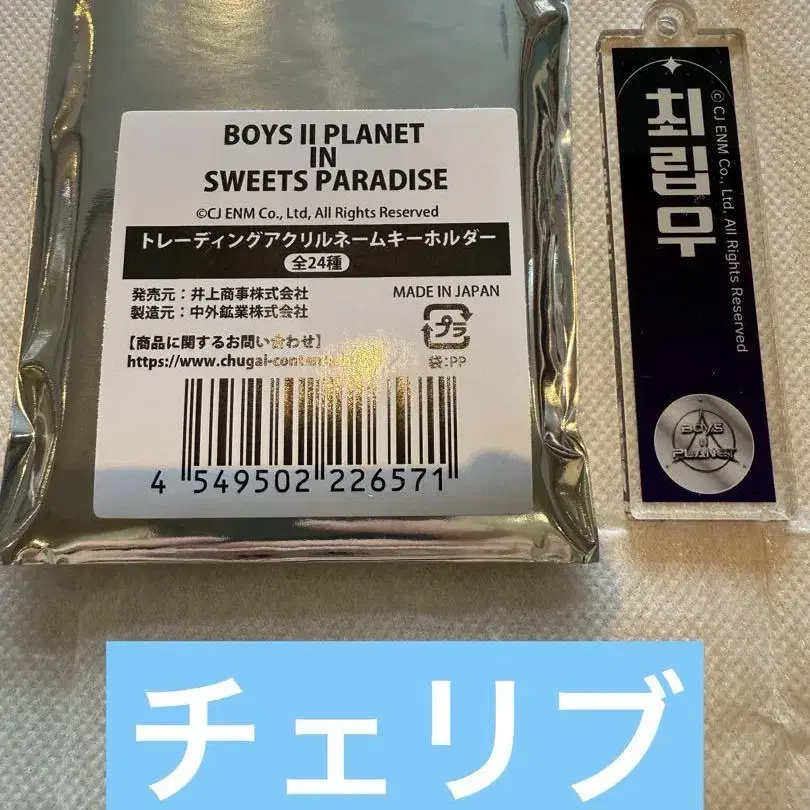 BOYS II PLANET
IN
SWEETS PARADISE
©CJ ENM Co., Ltd, All Rights Reserved
トレーディングアクリルネームキーホルダー
全24種
発売元：井上商事株式会社
製造元：中外鉱業株式会社
MADE IN JAPAN
プラ
袋:PP
【商品に関するお問い合わせ】
https://www.chugai-contents
4 549502 226571
최립우
©CJ ENM Co., Ltd, All Rights Reserved
BOYS
II
PLANET
チェリブ